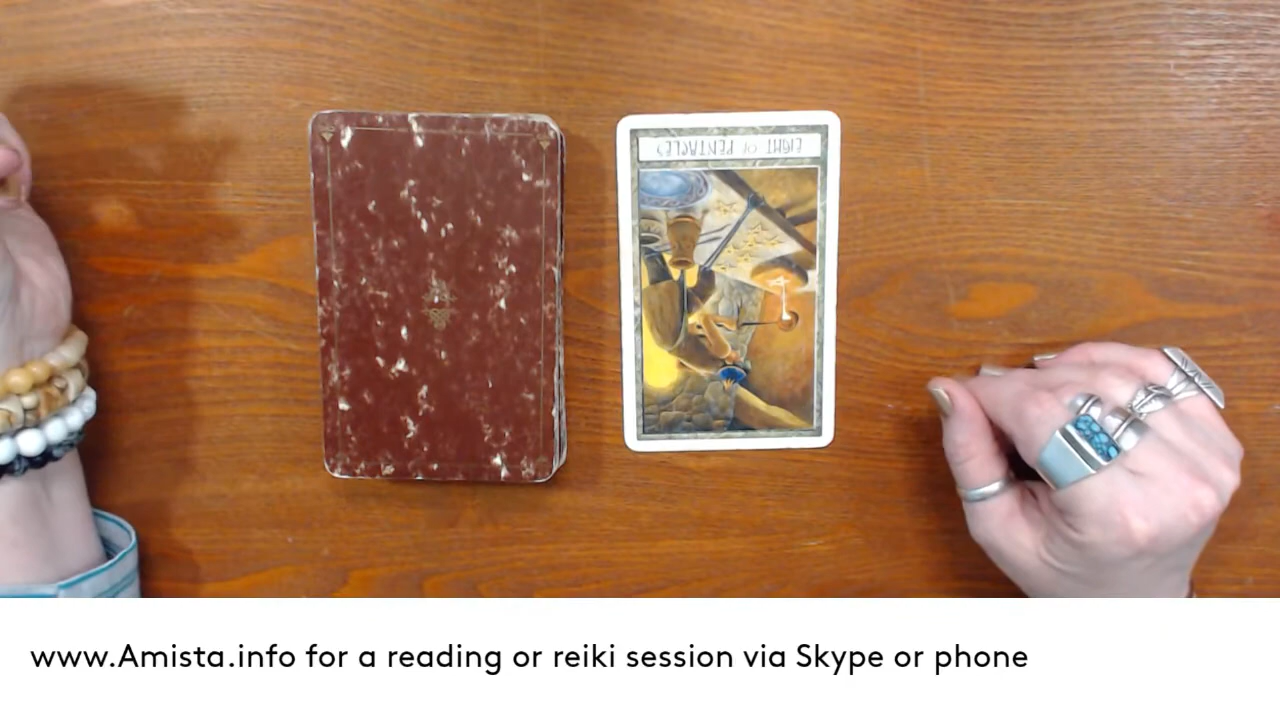 EIGHT OF PENTACLES
www.Amista.info for a reading or reiki session via Skype or phone